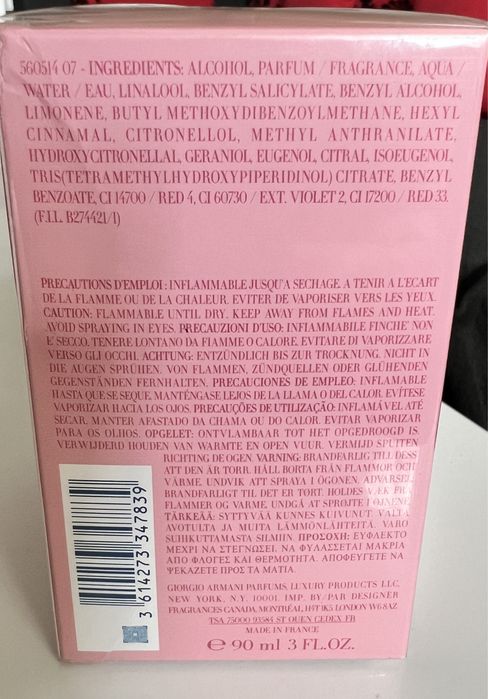 560514 07 - INGREDIENTS: ALCOHOL, PARFUM / FRAGRANCE, AQUA /
WATER / EAU, LINALOOL, BENZYL SALICYLATE, BENZYL ALCOHOL,
LIMONENE, BUTYL METHOXYDIBENZOYLMETHANE, HEXYL
CINNAMAL, CITRONELLOL, METHYL ANTHRANILATE,
HYDROXYCITRONELLAL, GERANIOL, EUGENOL, CITRAL, ISOEUGENOL,
TRIS(TETRAMETHYLHYDROXYPIPERIDINOL) CITRATE, BENZYL
BENZOATE, CI 14700 / RED 4, CI 60730 / EXT. VIOLET 2, CI 17200 / RED 33.
(F.I.L. B274421/1)
PRECAUTIONS D'EMPLOI : INFLAMMABLE JUSQU'A SECHAGE. A TENIR A L'ECART
DE LA FLAMME OU DE LA CHALEUR. EVITER DE VAPORISER VERS LES YEUX.
CAUTION: FLAMMABLE UNTIL DRY. KEEP AWAY FROM FLAMES AND HEAT.
AVOID SPRAYING IN EYES. PRECAUZIONI D'USO: INFIAMMABILE FINCHE' NON
E' SECCO, TENERE LONTANO DA FIAMME O CALORE. EVITARE DI VAPORIZZARE
VERSO GLI OCCHI. ACHTUNG: ENTZÜNDLICH BIS ZUR TROCKNUNG. NICHT IN
DIE AUGEN SPRÜHEN. VON FLAMMEN, ZÜNDQUELLEN ODER GLÜHENDEN
GEGENSTÄNDEN FERNHALTEN. PRECAUCIONES DE EMPLEO: INFLAMABLE
HASTA QUE SE SEQUE. MANTÉNGASE LEJOS DE LA LLAMA O DEL CALOR. EVÍTESE
VAPORIZAR HACIA LOS OJOS. PRECAUÇÕES DE UTILIZAÇÃO: INFLAMÁVEL ATÉ
SECAR. MANTER AFASTADO DA CHAMA OU DO CALOR. EVITAR VAPORIZAR
PARA OS OLHOS. OPGELET: ONTVLAMBAAR TOT HET OPGEDROOGD IS.
VERWIJDERD HOUDEN VAN WARMTE EN OPEN VUUR. VERMIJD SPUITEN
RICHTING DE OGEN. VARNING: BRANDFARLIG TILL DESS
ATT DEN ÄR TORR. HÅLL BORTA FRÅN FLAMMOR OCH
VÄRME. UNDVIK ATT SPRAYA I ÖGONEN. ADVARSEL:
BRANDFARLIGT TIL DET ER TØRT. HOLDES VÆK FRA
FLAMMER OG VARME. UNDGÅ AT SPRØJTE I ØJNENE.
TÄRKEÄÄ: SYTTYVÄÄ KUNNES KUIVUNUT. VÄLTÄ
AVOTULTA JA MUITA LÄMMÖNLÄHTEITÄ. VARO
SUIHKUTTAMASTA SILMIIN. ΠΡΟΣΟΧΗ: ΕΥΦΛΕΚΤΟ
ΜΕΧΡΙ ΝΑ ΣΤΕΓΝΩΣΕΙ. ΝΑ ΦΥΛΑΣΣΕΤΑΙ ΜΑΚΡΙΑ
ΑΠΟ ΦΛΟΓΕΣ ΚΑΙ ΘΕΡΜΟΤΗΤΑ. ΑΠΟΦΕΥΓΕΤΕ ΝΑ
ΨΕΚΑΖΕΤΕ ΠΡΟΣ ΤΑ ΜΑΤΙΑ.
3 614273 347839
GIORGIO ARMANI PARFUMS, LUXURY PRODUCTS LLC,
NEW YORK, N.Y. 10001. IMP. BY/PAR DESIGNER
FRAGRANCES CANADA, MONTRÉAL, H4T 1K5 LONDON W6 8AZ
TSA 75000 93584 ST OUEN CEDEX FR
MADE IN FRANCE
e 90 ml 3 FL.OZ.